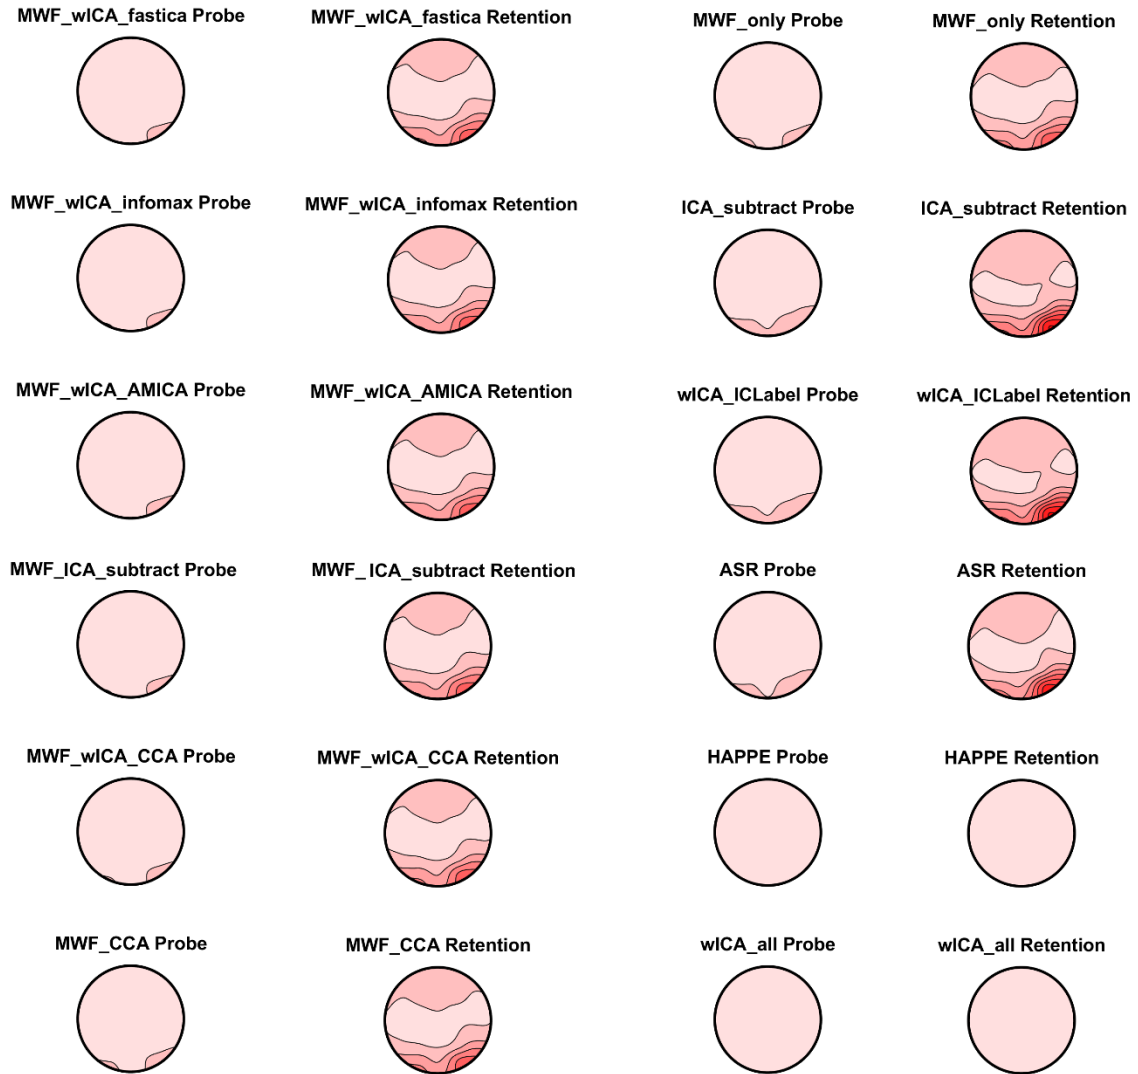 MWF_wICA_fastica Probe
MWF_wICA_fastica Retention
MWF_only Probe
MWF_only Retention
MWF_wICA_infomax Probe
MWF_wICA_infomax Retention
ICA_subtract Probe
ICA_subtract Retention
MWF_wICA_AMICA Probe
MWF_wICA_AMICA Retention
wICA_ICLabel Probe
wICA_ICLabel Retention
MWF_ICA_subtract Probe
MWF_ICA_subtract Retention
ASR Probe
ASR Retention
MWF_wICA_CCA Probe
MWF_wICA_CCA Retention
HAPPE Probe
HAPPE Retention
MWF_CCA Probe
MWF_CCA Retention
wICA_all Probe
wICA_all Retention